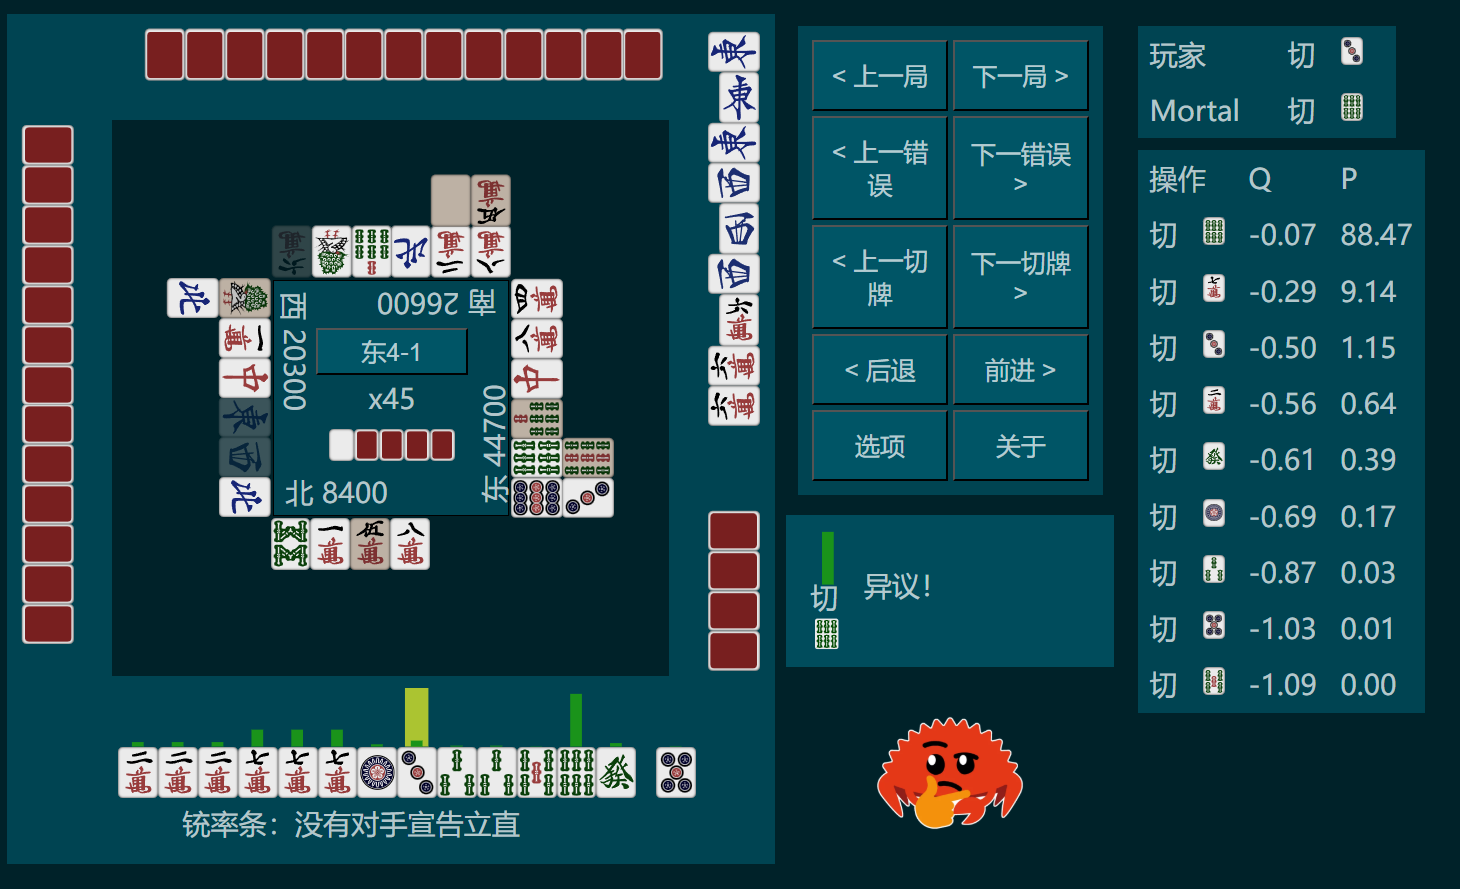 南 26600
西 20300
东4-1
x45
东 44700
北 8400
铳率条：没有对手宣告立直
< 上一局
下一局 >
< 上一错误
下一错误 >
< 上一切牌
下一切牌 >
< 后退
前进 >
选项
关于
切
异议！
玩家 切
Mortal 切
操作 Q P
切 -0.07 88.47
切 -0.29 9.14
切 -0.50 1.15
切 -0.56 0.64
切 -0.61 0.39
切 -0.69 0.17
切 -0.87 0.03
切 -1.03 0.01
切 -1.09 0.00